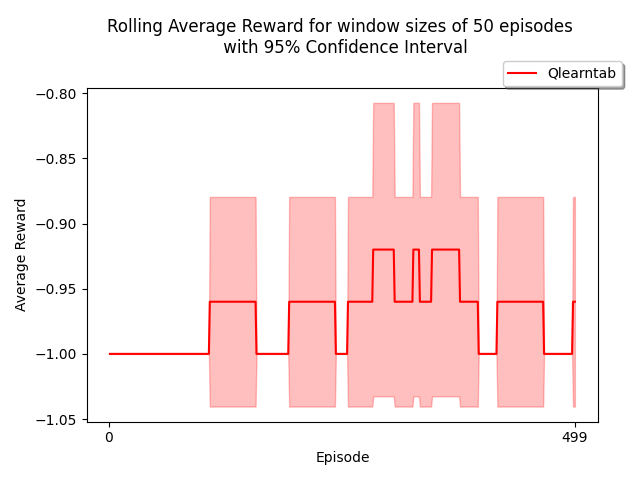 Rolling Average Reward for window sizes of 50 episodes
with 95% Confidence Interval
Qlearntab
−0.80
−0.85
−0.90
−0.95
−1.00
−1.05
Average Reward
0
499
Episode